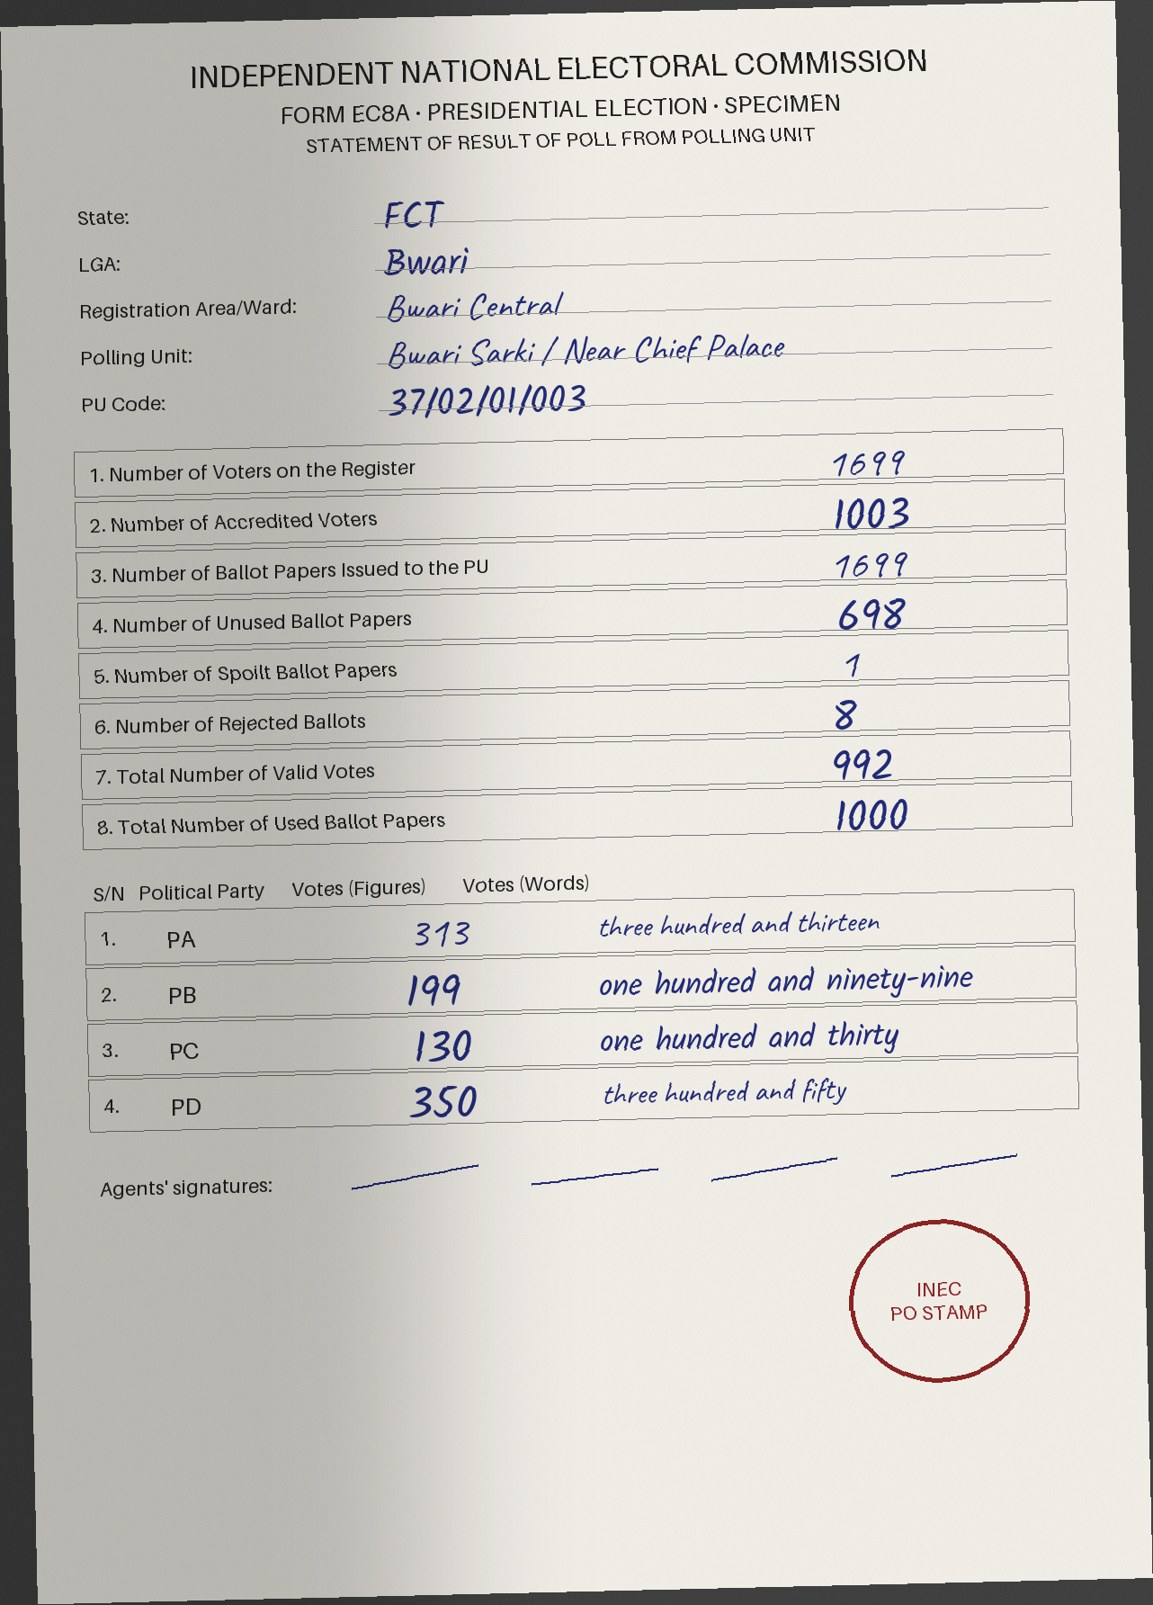 INDEPENDENT NATIONAL ELECTORAL COMMISSION
FORM EC8A · PRESIDENTIAL ELECTION · SPECIMEN
STATEMENT OF RESULT OF POLL FROM POLLING UNIT
State: FCT
LGA: Bwari
Registration Area/Ward: Bwari Central
Polling Unit: Bwari Sarki / Near Chief Palace
PU Code: 37/02/01/003
1. Number of Voters on the Register 1699
2. Number of Accredited Voters 1003
3. Number of Ballot Papers Issued to the PU 1699
4. Number of Unused Ballot Papers 698
5. Number of Spoilt Ballot Papers 1
6. Number of Rejected Ballots 8
7. Total Number of Valid Votes 992
8. Total Number of Used Ballot Papers 1000
S/N Political Party Votes (Figures) Votes (Words)
1. PA 313 three hundred and thirteen
2. PB 199 one hundred and ninety-nine
3. PC 130 one hundred and thirty
4. PD 350 three hundred and fifty
Agents' signatures:
INEC
PO STAMP